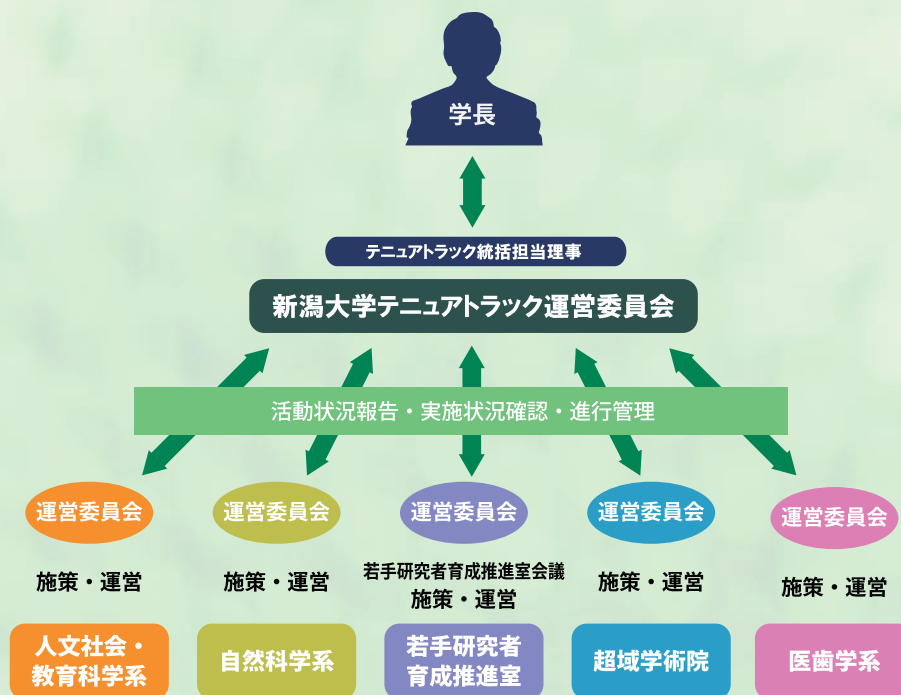 学長
テニュアトラック統括担当理事
新潟大学テニュアトラック運営委員会
活動状況報告・実施状況確認・進行管理
運営委員会
運営委員会
運営委員会
運営委員会
運営委員会
施策・運営
施策・運営
若手研究者育成推進室会議
施策・運営
施策・運営
施策・運営
人文社会・
教育科学系
自然科学系
若手研究者
育成推進室
超域学術院
医歯学系